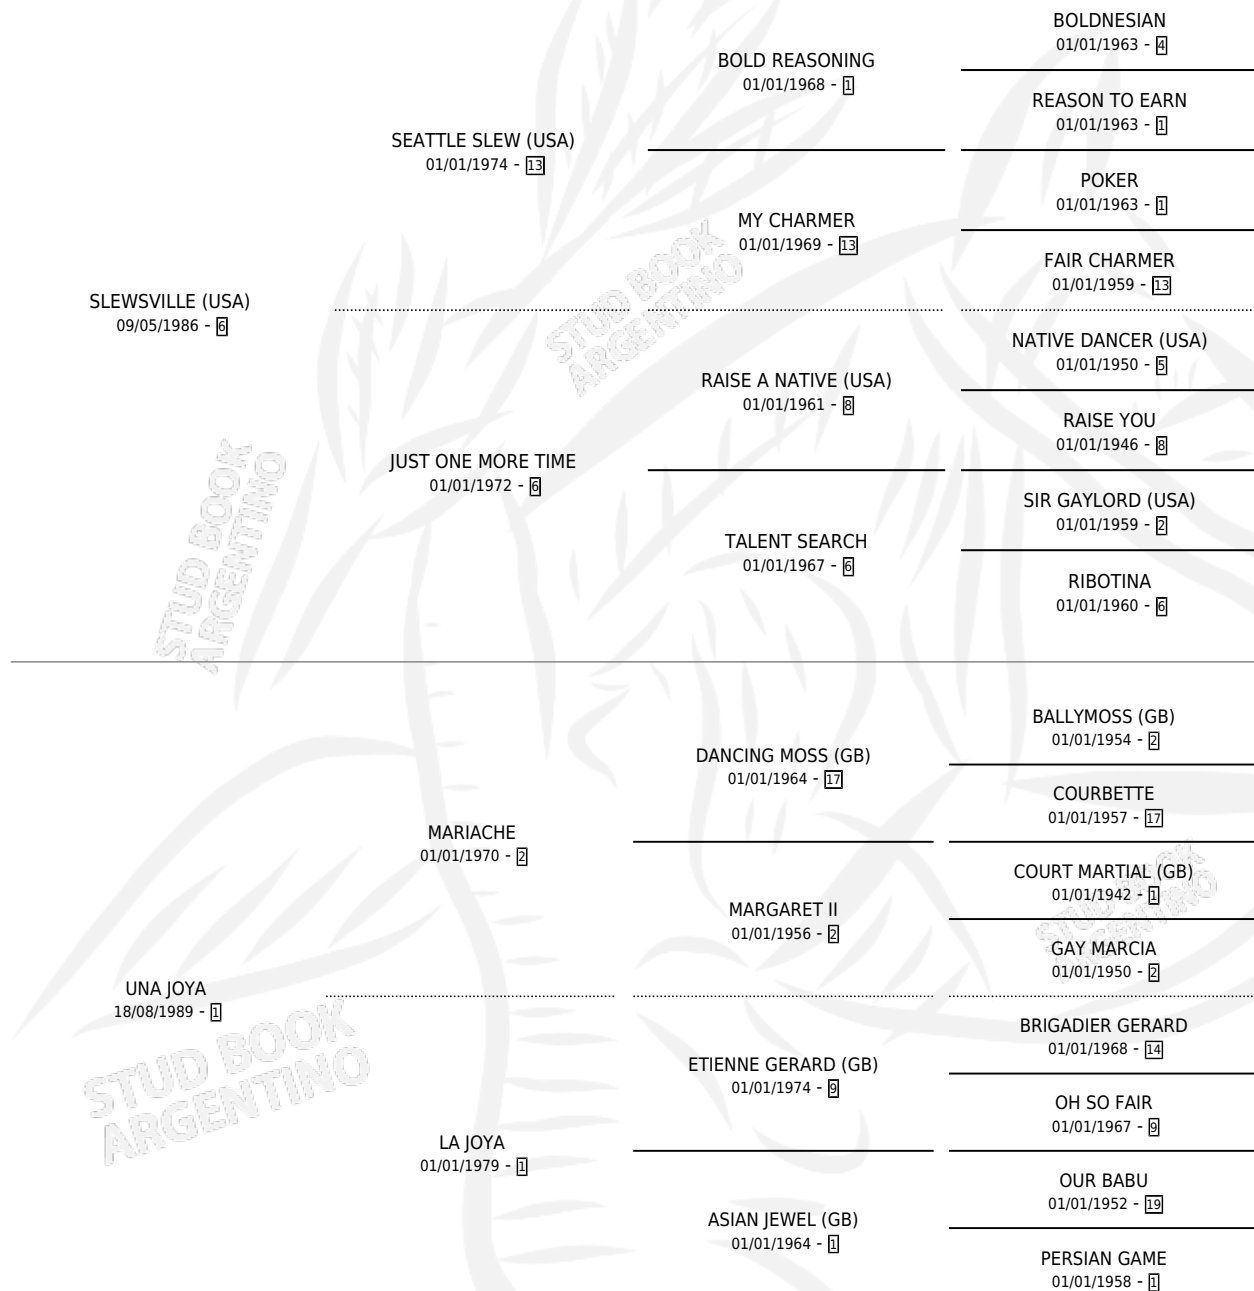 SLEWSVILLE (USA)
09/05/1986 - 6
SEATTLE SLEW (USA)
01/01/1974 - 13
JUST ONE MORE TIME
01/01/1972 - 6
BOLD REASONING
01/01/1968 - 1
MY CHARMER
01/01/1969 - 13
RAISE A NATIVE (USA)
01/01/1961 - 8
TALENT SEARCH
01/01/1967 - 6
BOLDNESIAN
01/01/1963 - 4
REASON TO EARN
01/01/1963 - 1
POKER
01/01/1963 - 1
FAIR CHARMER
01/01/1959 - 13
NATIVE DANCER (USA)
01/01/1950 - 5
RAISE YOU
01/01/1946 - 8
SIR GAYLORD (USA)
01/01/1959 - 2
RIBOTINA
01/01/1960 - 6
UNA JOYA
18/08/1989 - 1
MARIACHE
01/01/1970 - 2
LA JOYA
01/01/1979 - 1
DANCING MOSS (GB)
01/01/1964 - 17
MARGARET II
01/01/1956 - 2
ETIENNE GERARD (GB)
01/01/1974 - 9
ASIAN JEWEL (GB)
01/01/1964 - 1
BALLYMOSS (GB)
01/01/1954 - 2
COURBETTE
01/01/1957 - 17
COURT MARTIAL (GB)
01/01/1942 - 1
GAY MARCIA
01/01/1950 - 2
BRIGADIER GERARD
01/01/1968 - 14
OH SO FAIR
01/01/1967 - 9
OUR BABU
01/01/1952 - 19
PERSIAN GAME
01/01/1958 - 1
STUD BOOK
ARGENTINO
STUD BOOK
ARGENTINO
STUD BOOK
ARGENTINO
STUD BOOK
ARGENTINO